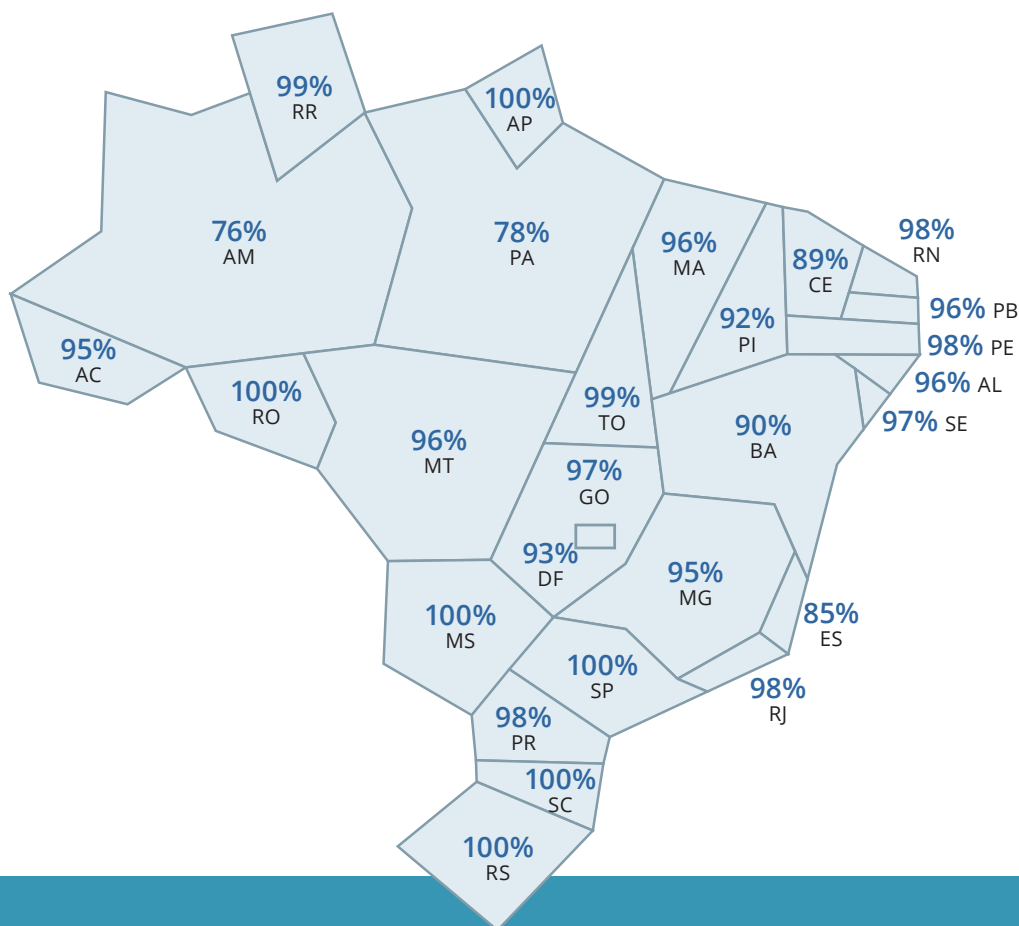 99%
RR
100%
AP
76%
AM
78%
PA
96%
MA
89%
CE
98%
RN
96% PB
92%
PI
98% PE
95%
AC
96% AL
100%
RO
99%
TO
97% SE
96%
MT
90%
BA
97%
GO
93%
DF
95%
MG
100%
MS
85%
ES
100%
SP
98%
RJ
98%
PR
100%
SC
100%
RS